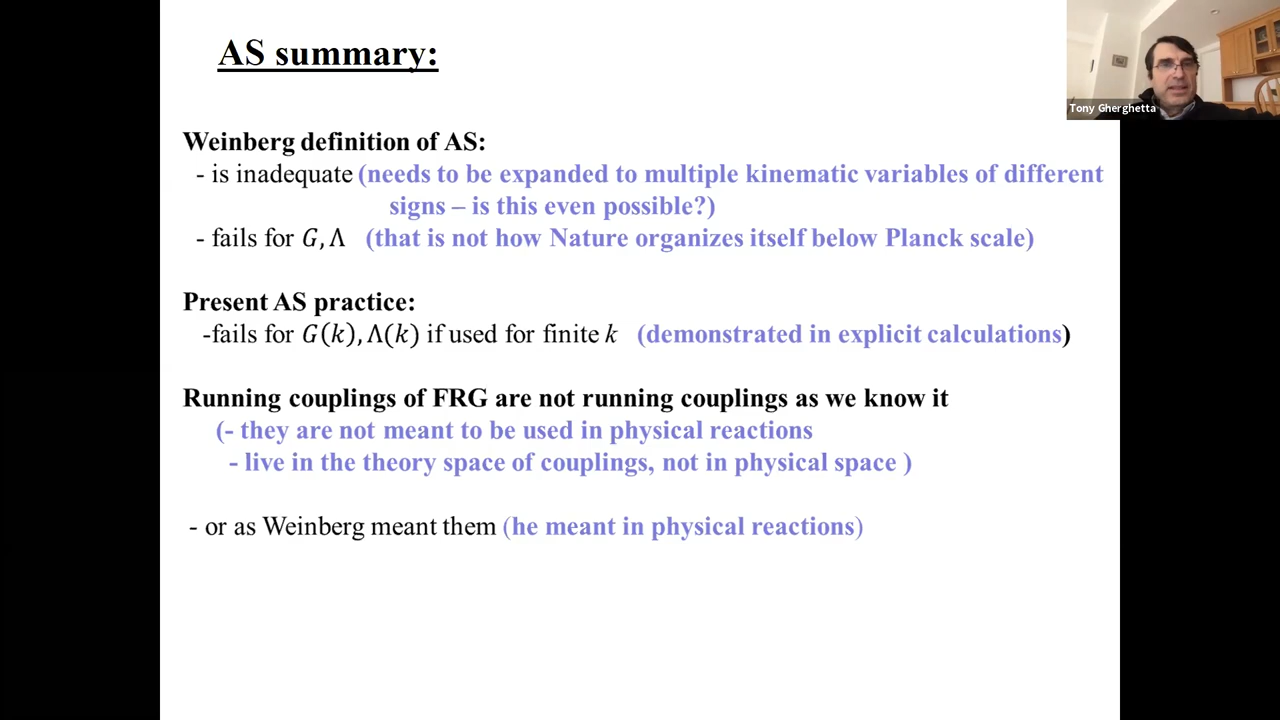 AS summary:
Tony Gherghetta
Weinberg definition of AS:
- is inadequate (needs to be expanded to multiple kinematic variables of different
signs – is this even possible?)
- fails for G, Λ (that is not how Nature organizes itself below Planck scale)
Present AS practice:
-fails for G(k), Λ(k) if used for finite k (demonstrated in explicit calculations)
Running couplings of FRG are not running couplings as we know it
(- they are not meant to be used in physical reactions
- live in the theory space of couplings, not in physical space )
- or as Weinberg meant them (he meant in physical reactions)